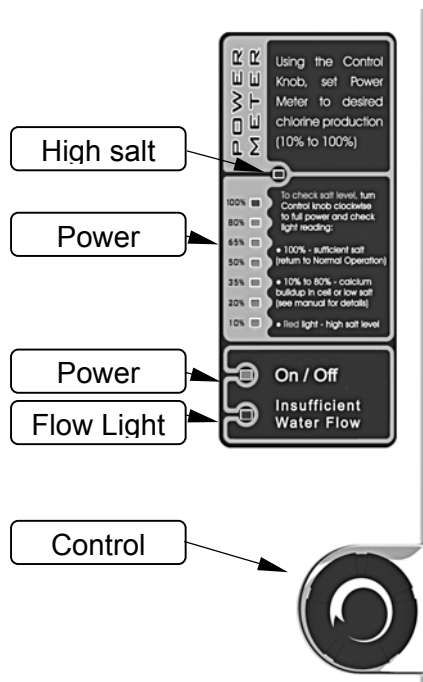 POWER
METER
Using the Control
Knob, set Power
Meter to desired
chlorine production
(10% to 100%)
High salt
To check salt level, turn
Control knob clockwise
to full power and check
light reading:
• 100% - sufficient salt
(return to Normal Operation)
• 10% to 80% - calcium
buildup in cell or low salt
(see manual for details)
• Red light - high salt level
100%
80%
65%
50%
35%
20%
10%
Power
Power
On / Off
Flow Light
Insufficient
Water Flow
Control